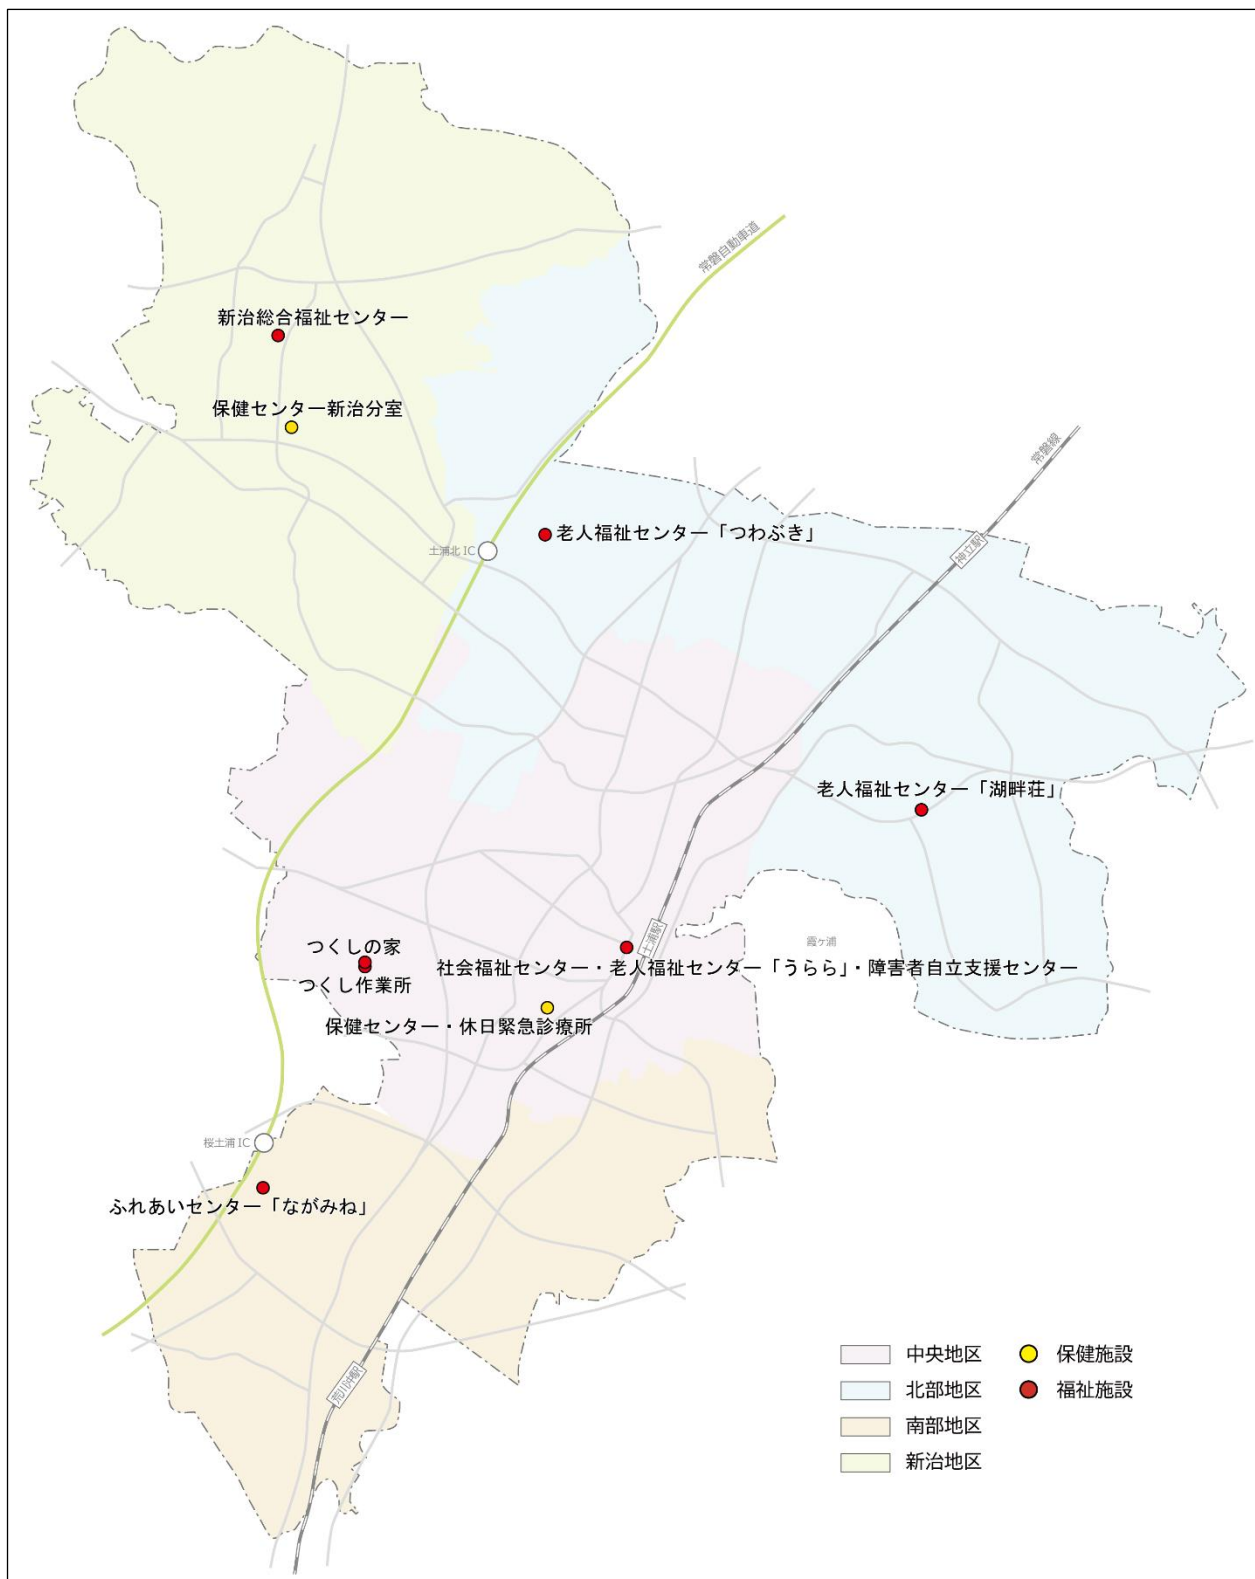 常磐自動車道
新治総合福祉センター
保健センター新治分室
常磐線
老人福祉センター「つわぶき」
土浦北 IC
神立駅
老人福祉センター「湖畔荘」
つくしの家
土浦駅
霞ヶ浦
社会福祉センター・老人福祉センター「うらら」・障害者自立支援センター
つくし作業所
保健センター・休日緊急診療所
桜土浦 IC
ふれあいセンター「ながみね」
荒川沖駅
中央地区
保健施設
北部地区
福祉施設
南部地区
新治地区